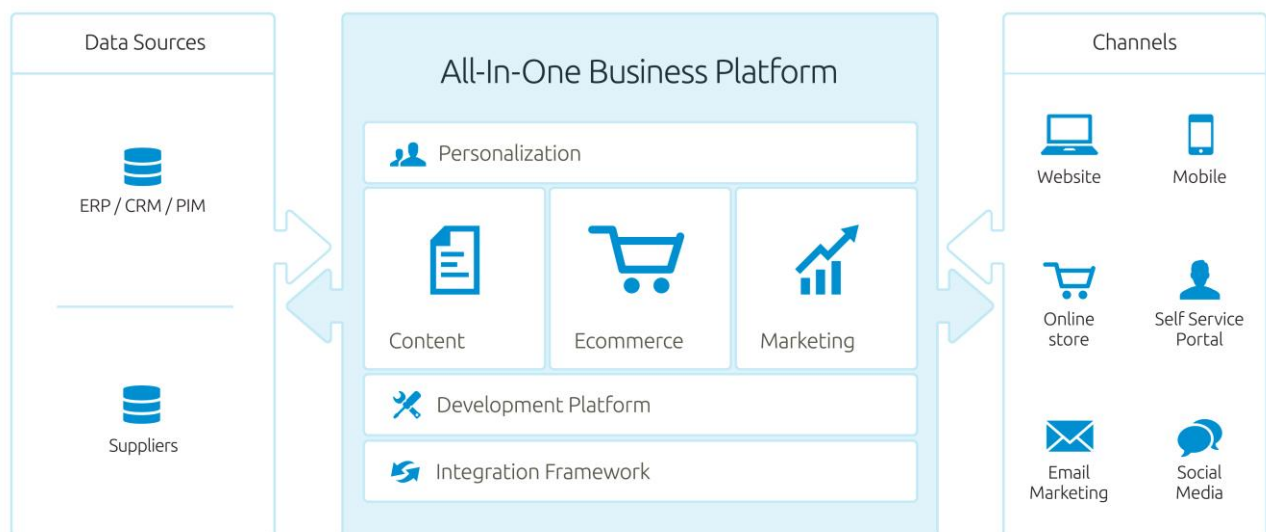 Data Sources
ERP / CRM / PIM
Suppliers
All-In-One Business Platform
Personalization
Content
Ecommerce
Marketing
Development Platform
Integration Framework
Channels
Website
Mobile
Online
store
Self Service
Portal
Email
Marketing
Social
Media